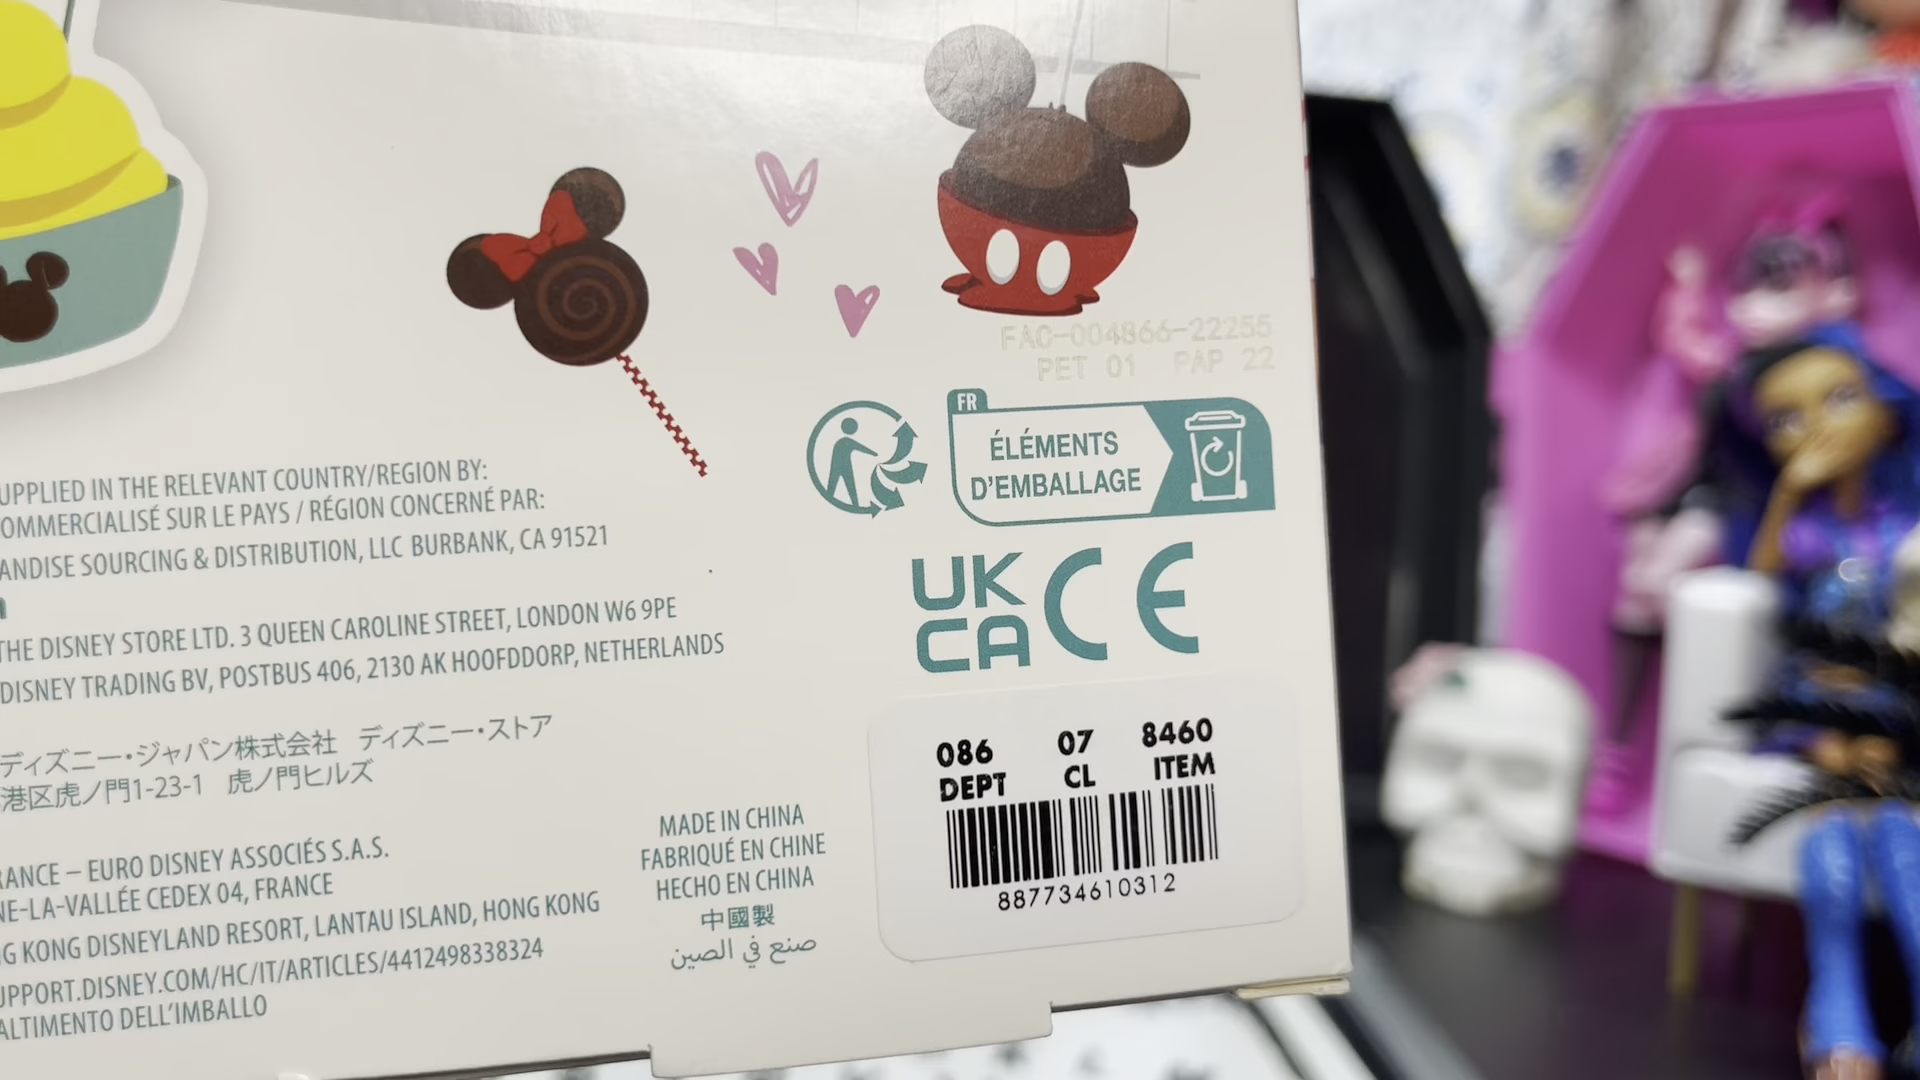 FAC-004866-22255
PET 01 PAP 22
FR
ÉLÉMENTS
D'EMBALLAGE
UPPLIED IN THE RELEVANT COUNTRY/REGION BY:
OMMERCIALISÉ SUR LE PAYS / RÉGION CONCERNÉ PAR:
ANDISE SOURCING & DISTRIBUTION, LLC BURBANK, CA 91521
THE DISNEY STORE LTD. 3 QUEEN CAROLINE STREET, LONDON W6 9PE
DISNEY TRADING BV, POSTBUS 406, 2130 AK HOOFDDORP, NETHERLANDS
UK
CA CE
ディズニー・ジャパン株式会社 ディズニー・ストア
港区虎ノ門1-23-1 虎ノ門ヒルズ
RANCE – EURO DISNEY ASSOCIÉS S.A.S.
NE-LA-VALLÉE CEDEX 04, FRANCE
NG KONG DISNEYLAND RESORT, LANTAU ISLAND, HONG KONG
UPPORT.DISNEY.COM/HC/IT/ARTICLES/4412498338324
ALTIMENTO DELL'IMBALLO
MADE IN CHINA
FABRIQUÉ EN CHINE
HECHO EN CHINA
中國製
صنع في الصين
086 07 8460
DEPT CL ITEM
887734610312